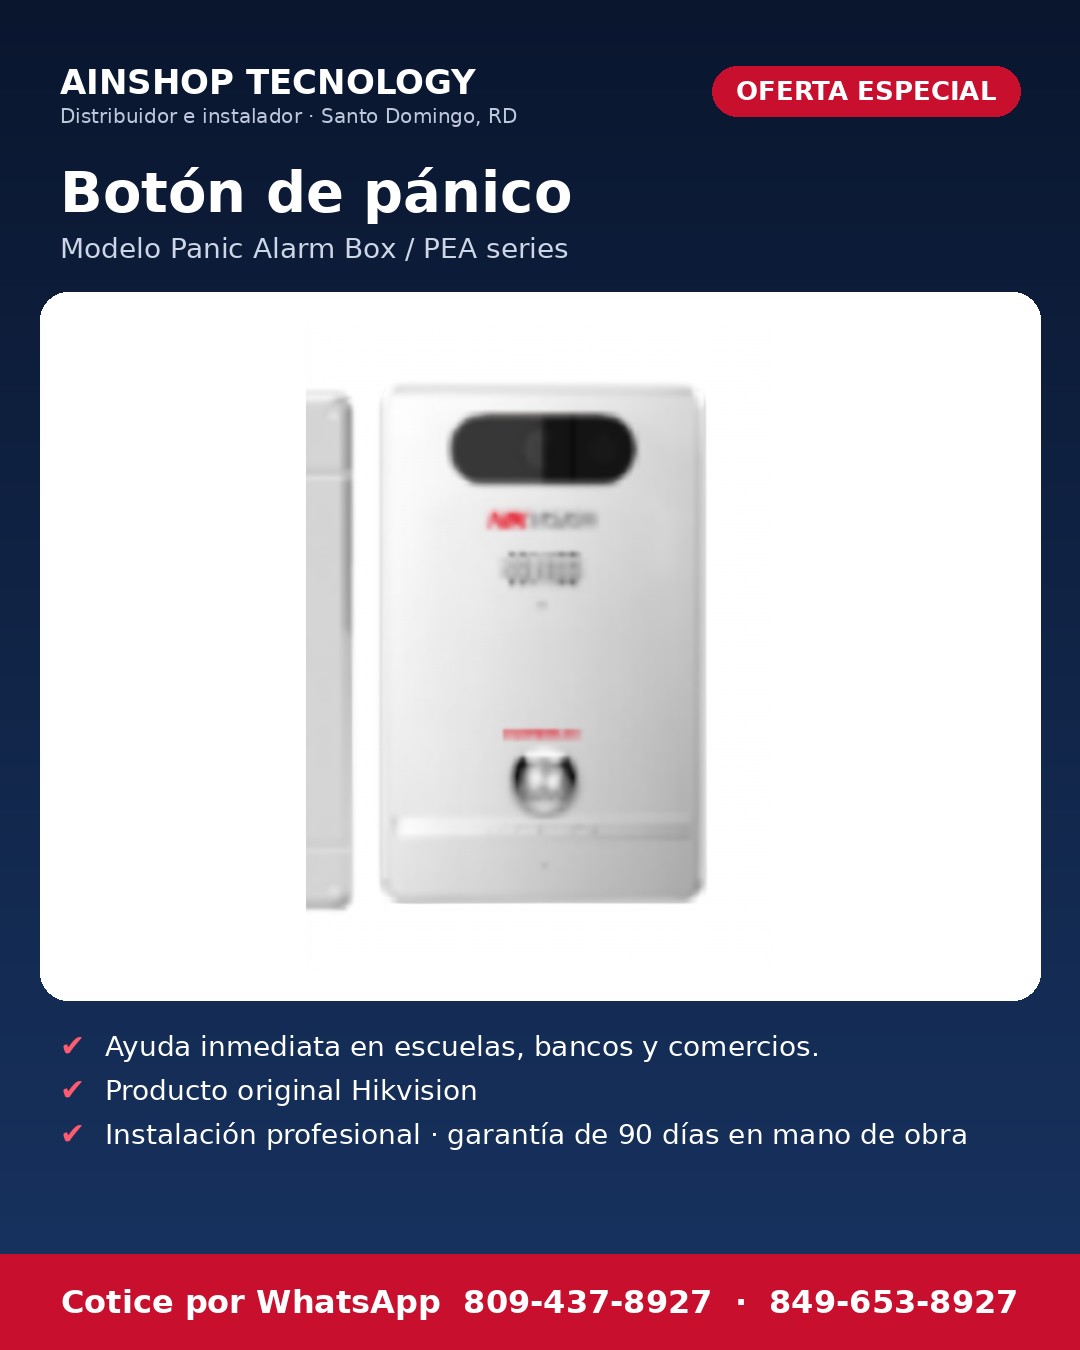 AINSHOP TECNOLOGY
OFERTA ESPECIAL
Distribuidor e instalador · Santo Domingo, RD
Botón de pánico
Modelo Panic Alarm Box / PEA series
HIKVISION
✔ Ayuda inmediata en escuelas, bancos y comercios.
✔ Producto original Hikvision
✔ Instalación profesional · garantía de 90 días en mano de obra
Cotice por WhatsApp 809-437-8927 · 849-653-8927